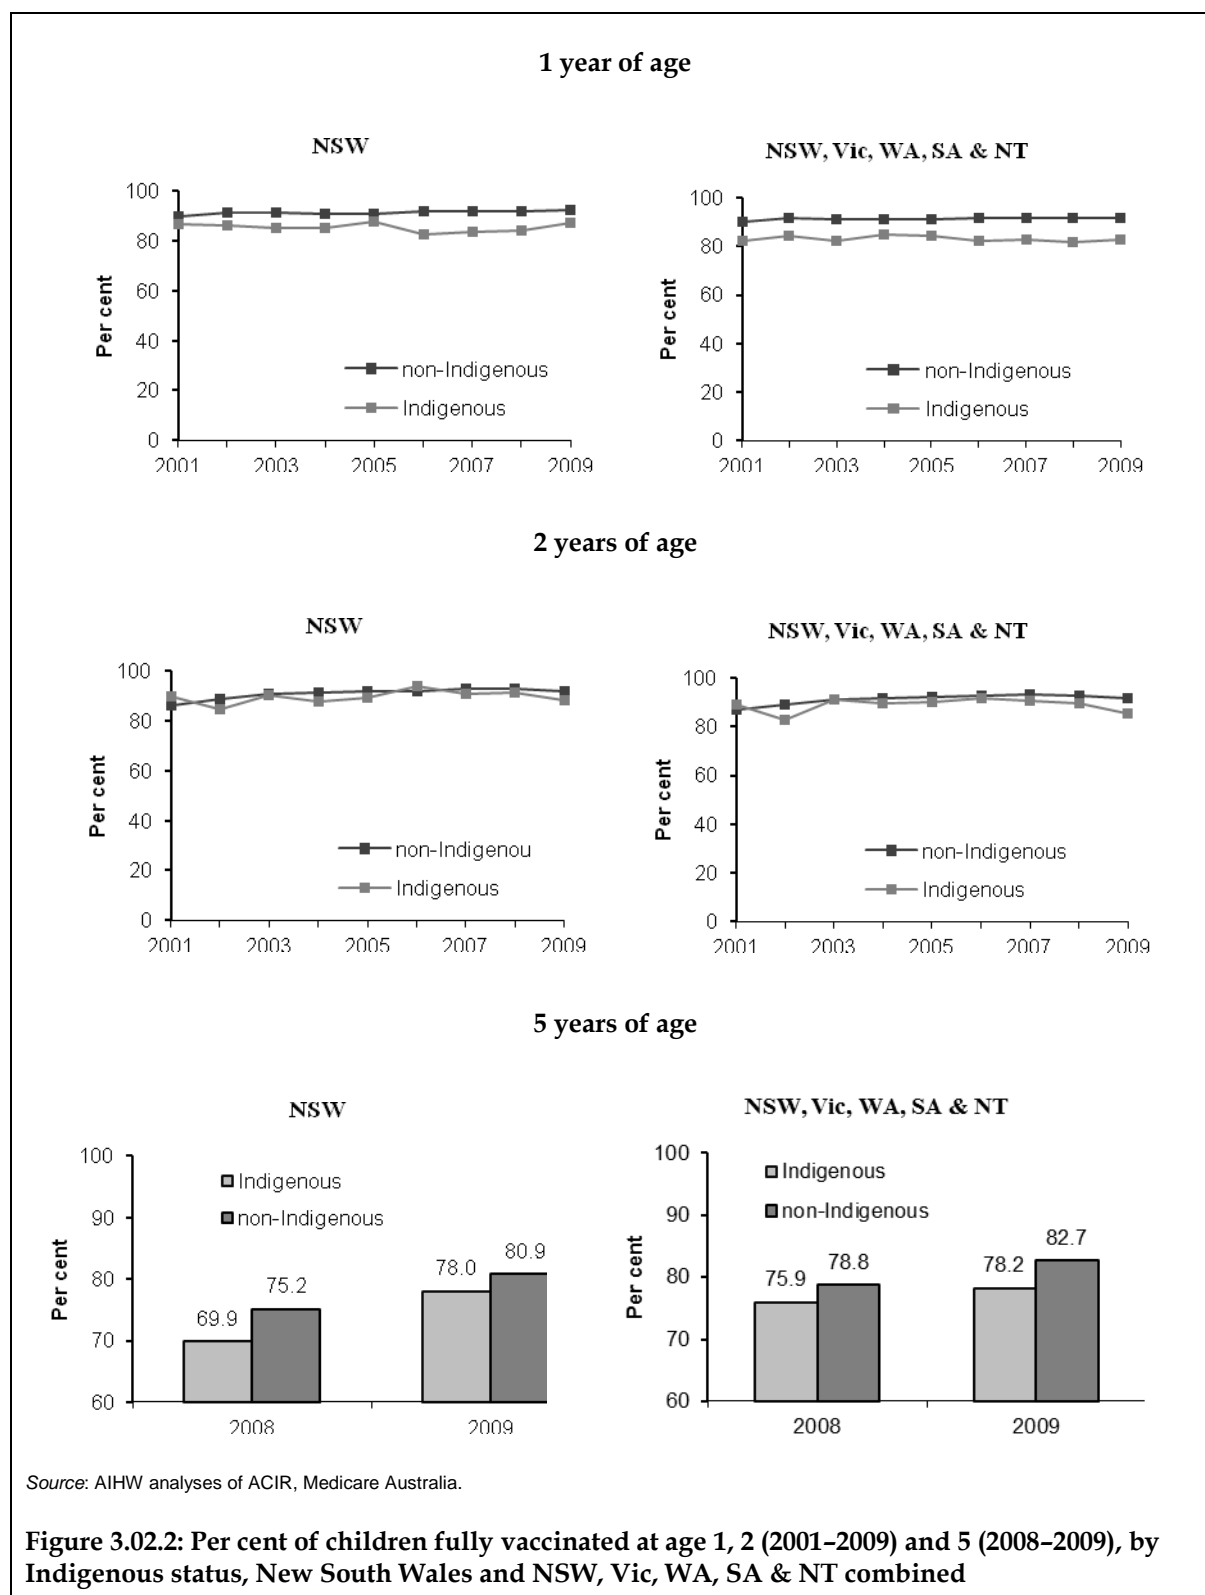 1 year of age
NSW
100
80
60
40
20
0
Per cent
non-Indigenous
Indigenous
2001 2003 2005 2007 2009
NSW, Vic, WA, SA & NT
100
80
60
40
20
0
Per cent
non-Indigenous
Indigenous
2001 2003 2005 2007 2009
2 years of age
NSW
100
80
60
40
20
0
Per cent
non-Indigenou
Indigenous
2001 2003 2005 2007 2009
NSW, Vic, WA, SA & NT
100
80
60
40
20
0
Per cent
non-Indigenous
Indigenous
2001 2003 2005 2007 2009
5 years of age
NSW
100
90
80
70
60
Per cent
Indigenous
non-Indigenous
69.9 75.2 78.0 80.9
2008 2009
NSW, Vic, WA, SA & NT
100
90
80
70
60
Per cent
Indigenous
non-Indigenous
75.9 78.8 78.2 82.7
2008 2009
Source: AIHW analyses of ACIR, Medicare Australia.
Figure 3.02.2: Per cent of children fully vaccinated at age 1, 2 (2001–2009) and 5 (2008–2009), by
Indigenous status, New South Wales and NSW, Vic, WA, SA & NT combined